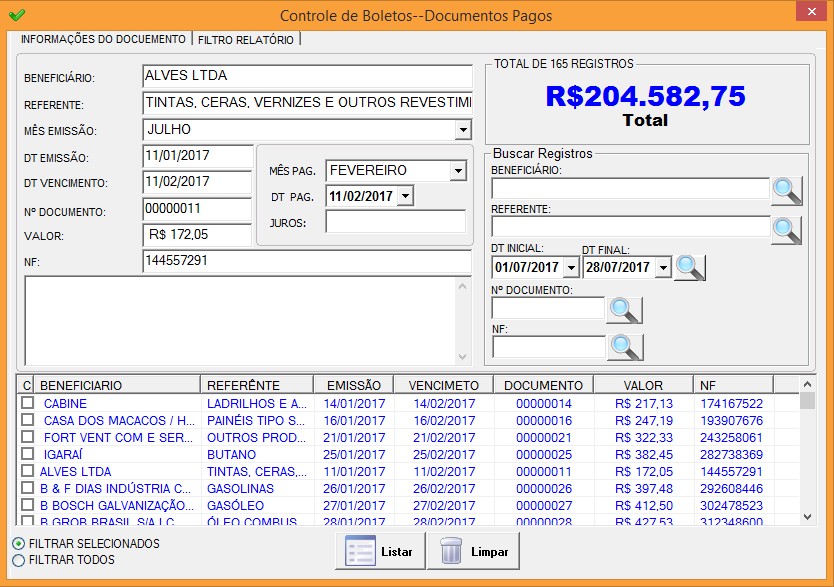 Controle de Boletos--Documentos Pagos
INFORMAÇÕES DO DOCUEMENTO
FILTRO RELATÓRIO
BENEFICIÁRIO: ALVES LTDA
REFERENTE: TINTAS, CERAS, VERNIZES E OUTROS REVESTIMI
MÊS EMISSÃO: JULHO
DT EMISSÃO: 11/01/2017
DT VENCIMENTO: 11/02/2017
Nº DOCUMENTO: 00000011
VALOR: R$ 172,05
NF: 144557291
MÊS PAG. FEVEREIRO
DT PAG. 11/02/2017
JUROS:
TOTAL DE 165 REGISTROS
R$204.582,75
Total
Buscar Registros
BENEFICIÁRIO:
REFERENTE:
DT INICIAL: DT FINAL:
01/07/2017 28/07/2017
Nº DOCUMENTO:
NF:
C BENEFICIARIO REFERÊNTE EMISSÃO VENCIMETO DOCUMENTO VALOR NF
CABINE LADRILHOS E A... 14/01/2017 14/02/2017 00000014 R$ 217,13 174167522
CASA DOS MACACOS / H... PAINÉIS TIPO S... 16/01/2017 16/02/2017 00000016 R$ 247,19 193907676
FORT VENT COM E SER... OUTROS PROD... 21/01/2017 21/02/2017 00000021 R$ 322,33 243258061
IGARAÍ BUTANO 25/01/2017 25/02/2017 00000025 R$ 382,45 282738369
ALVES LTDA TINTAS, CERAS,... 11/01/2017 11/02/2017 00000011 R$ 172,05 144557291
B & F DIAS INDÚSTRIA C... GASOLINAS 26/01/2017 26/02/2017 00000026 R$ 397,48 292608446
B BOSCH GALVANIZAÇÃO... GASÓLEO 27/01/2017 27/02/2017 00000027 R$ 412,50 302478523
B GROB BRASIL S/A I C... ÓLEO COMBUS... 28/01/2017 28/02/2017 00000028 R$ 427,53 312348600
FILTRAR SELECIONADOS
FILTRAR TODOS
Listar
Limpar